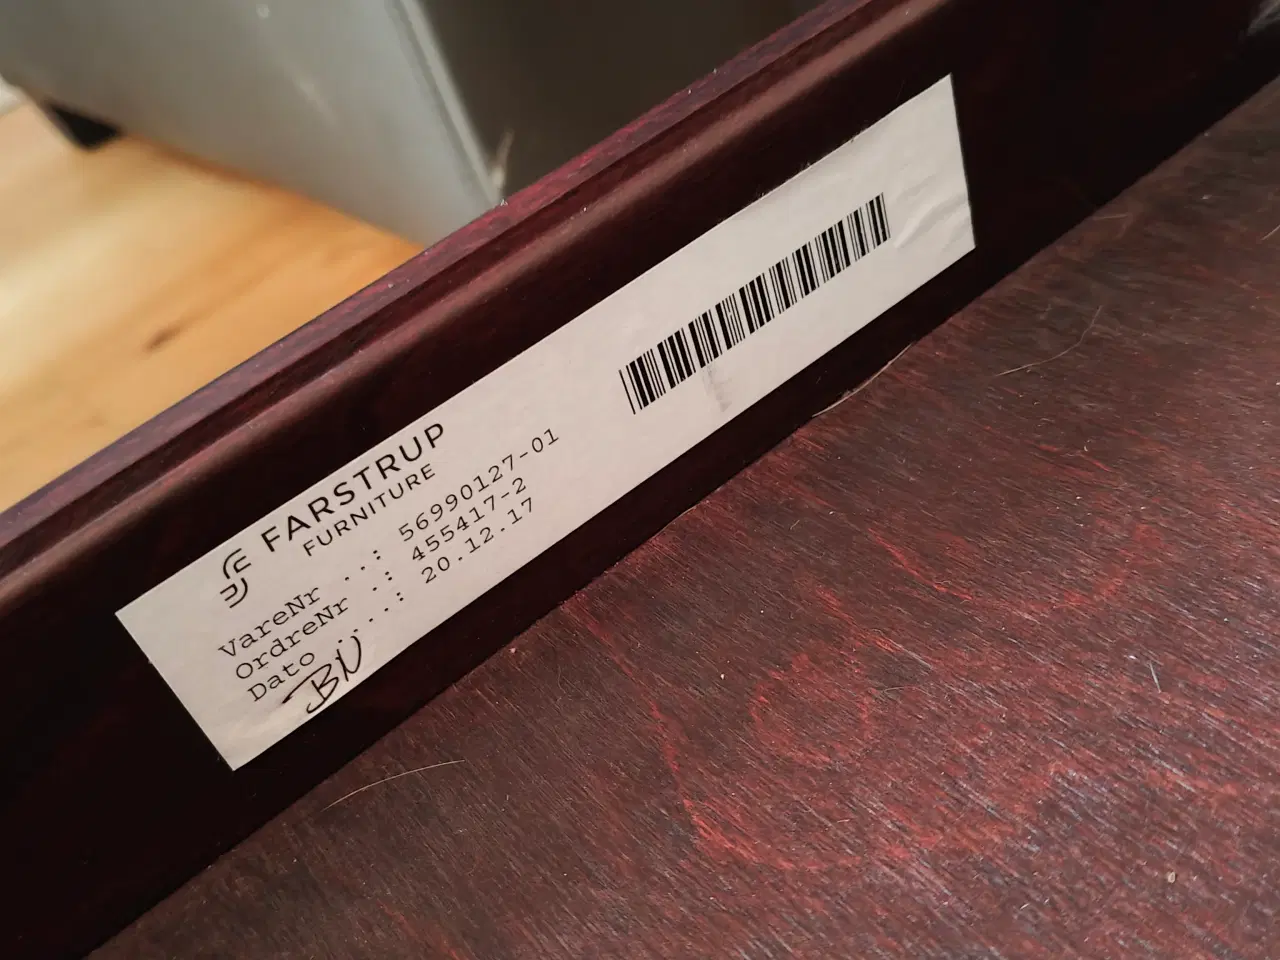 FARSTRUP
FURNITURE
VareNr ..: 56990127-01
OrdreNr .: 455417-2
Dato ....: 20.12.17
BN